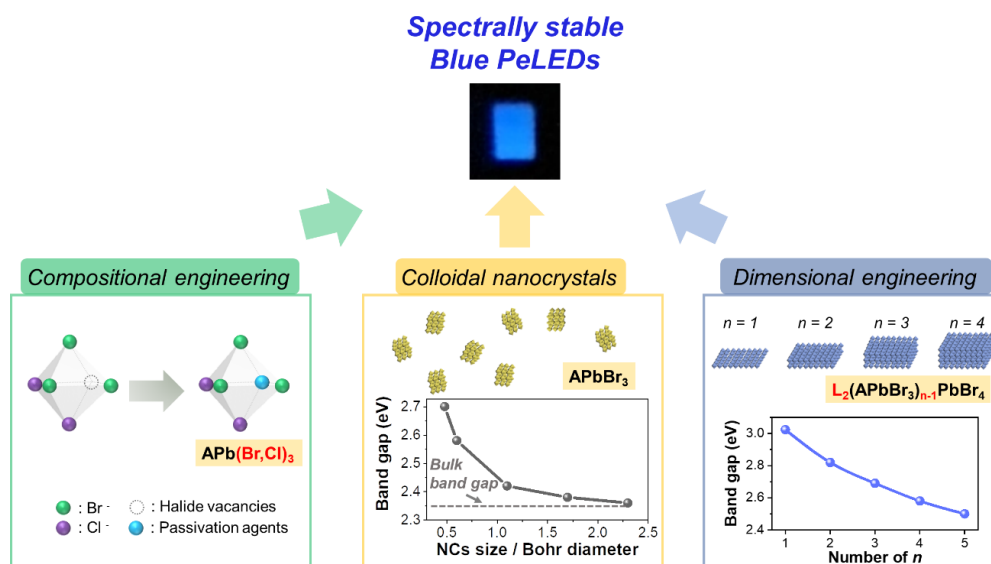 Spectrally stable
Blue PeLEDs
Compositional engineering
APb(Br,Cl)₃
: Br⁻
: Halide vacancies
: Cl⁻
: Passivation agents
Colloidal nanocrystals
APbBr₃
Band gap (eV)
2.7
2.6
2.5
2.4
2.3
Bulk
band gap
0.5 1.0 1.5 2.0 2.5
NCs size / Bohr diameter
Dimensional engineering
n = 1 n = 2 n = 3 n = 4
L₂(APbBr₃)ₙ₋₁PbBr₄
Band gap (eV)
3.0
2.8
2.6
2.4
1 2 3 4 5
Number of n